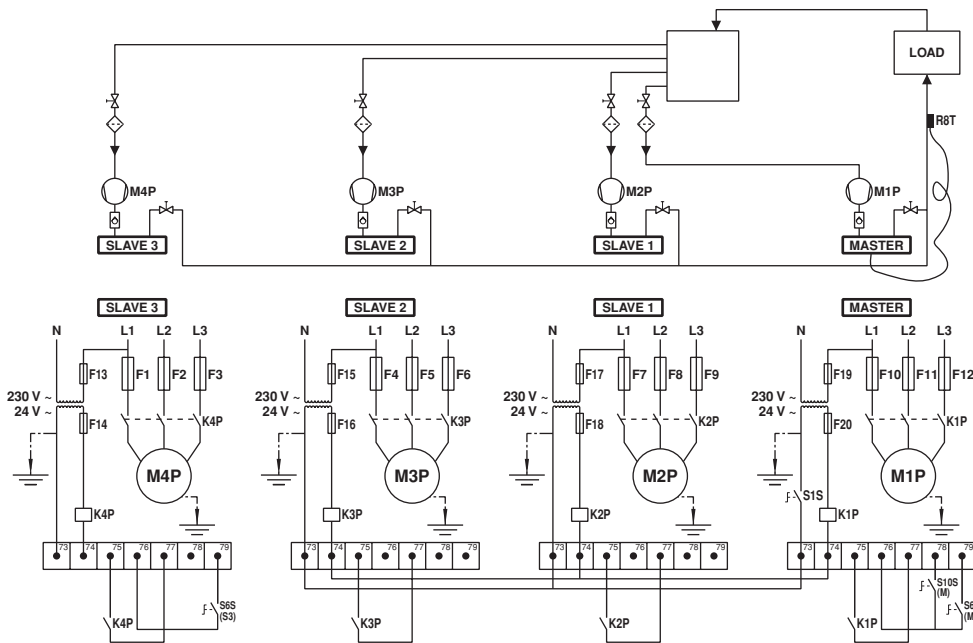 LOAD
R8T
M4P M3P M2P M1P
SLAVE 3 SLAVE 2 SLAVE 1 MASTER
SLAVE 3 SLAVE 2 SLAVE 1 MASTER
N L1 L2 L3 N L1 L2 L3 N L1 L2 L3 N L1 L2 L3
F13 F1 F2 F3 F15 F4 F5 F6 F17 F7 F8 F9 F19 F10 F11 F12
230 V ~ 230 V ~ 230 V ~ 230 V ~
24 V ~ 24 V ~ 24 V ~ 24 V ~
F14 K4P F16 K3P F18 K2P F20 K1P
M4P M3P M2P M1P
S1S
K4P K3P K2P K1P
73 74 75 76 77 78 79 73 74 75 76 77 78 79 73 74 75 76 77 78 79 73 74 75 76 77 78 79
S10S
(M)
S6S
(S3)
S6
(M
K4P K3P K2P K1P